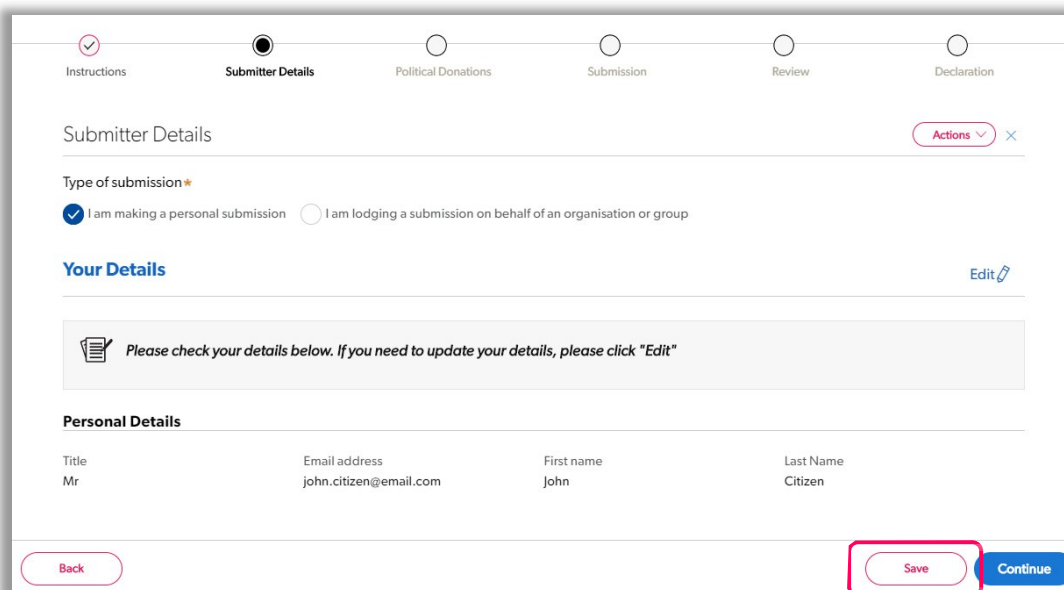 Instructions Submitter Details Political Donations Submission Review Declaration
Submitter Details Actions
Type of submission*
I am making a personal submission I am lodging a submission on behalf of an organisation or group
Your Details Edit
Please check your details below. If you need to update your details, please click "Edit"
Personal Details
Title Email address First name Last Name
Mr john.citizen@email.com John Citizen
Back Save Continue